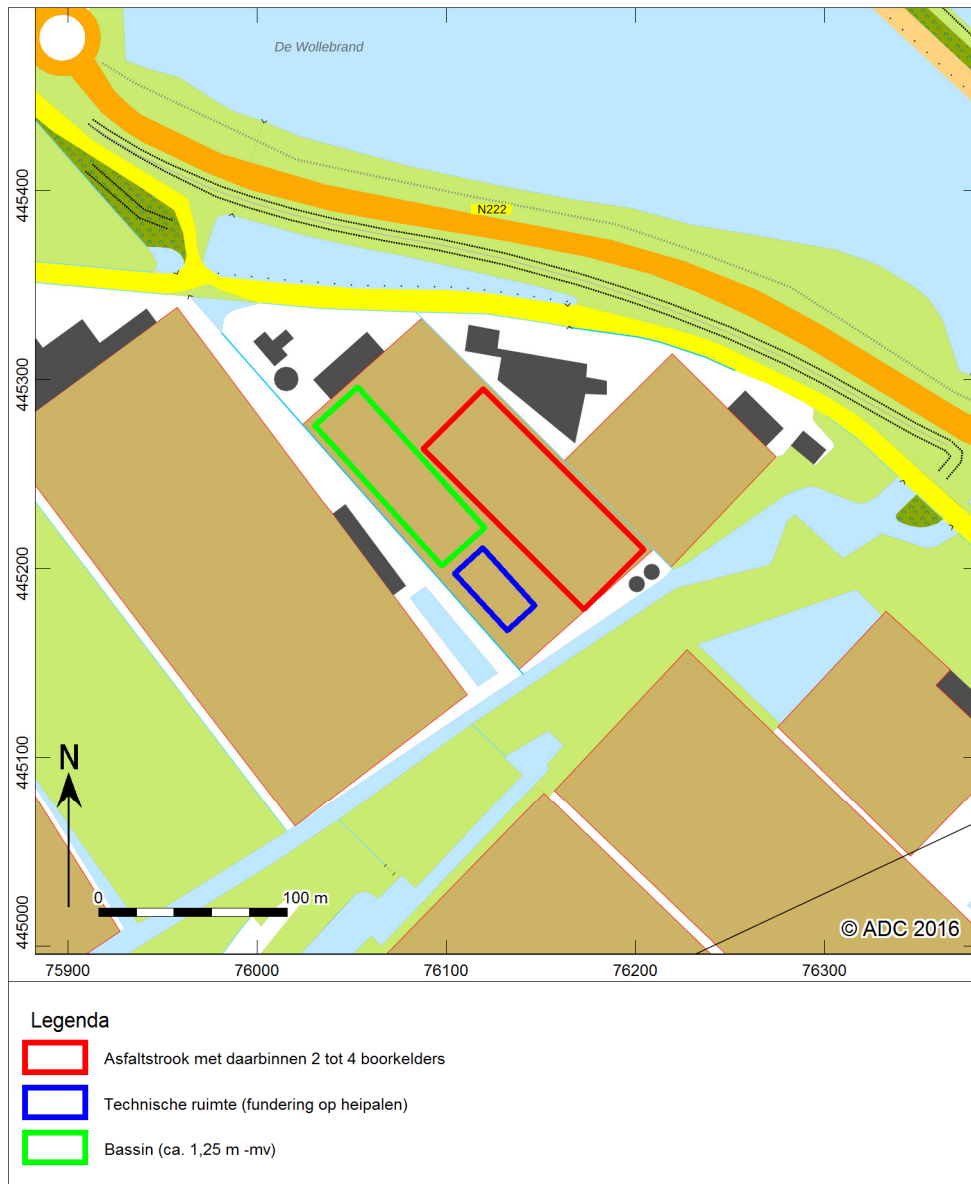 De Wollebrand
N222
445400
445300
445200
445100
445000
N
0 100 m
© ADC 2016
75900 76000 76100 76200 76300
Legenda
Asfaltstrook met daarbinnen 2 tot 4 boorkelders
Technische ruimte (fundering op heipalen)
Bassin (ca. 1,25 m -mv)